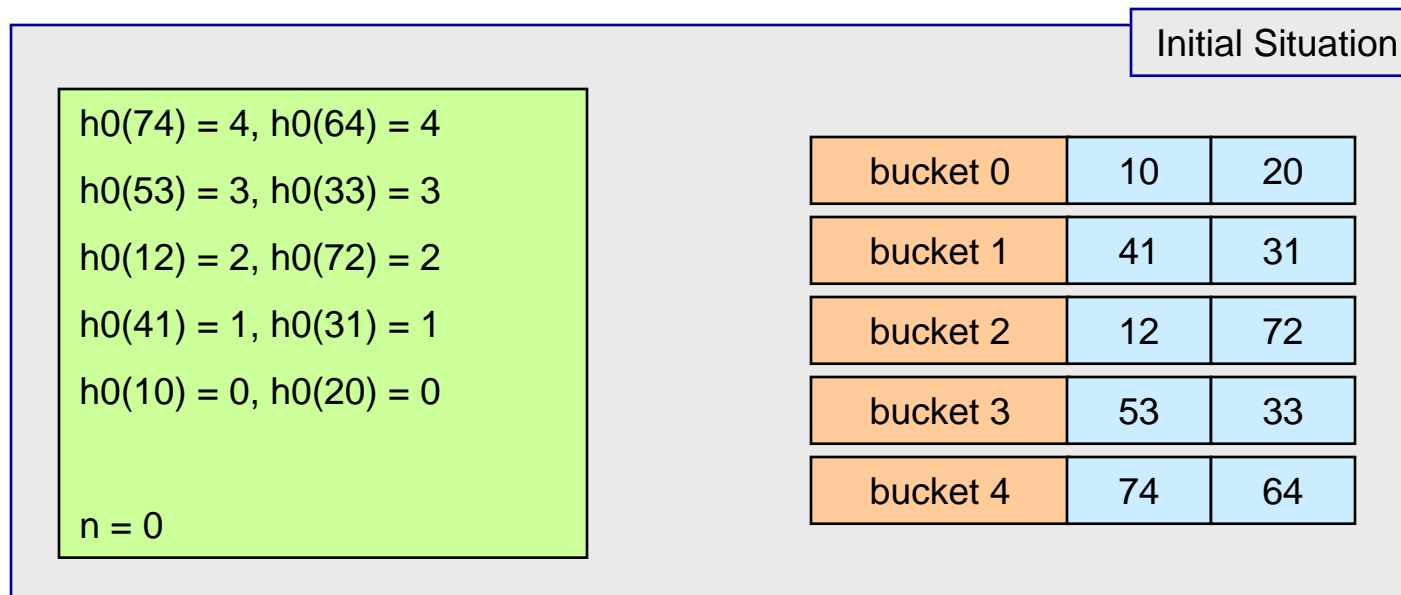 Initial Situation
h0(74) = 4, h0(64) = 4
h0(53) = 3, h0(33) = 3
h0(12) = 2, h0(72) = 2
h0(41) = 1, h0(31) = 1
h0(10) = 0, h0(20) = 0
n = 0
bucket 0 10 20
bucket 1 41 31
bucket 2 12 72
bucket 3 53 33
bucket 4 74 64